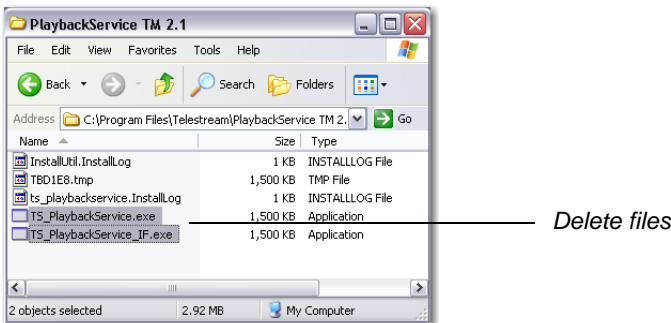 PlaybackService TM 2.1
File Edit View Favorites Tools Help
Back Search Folders
Address C:\Program Files\Telestream\PlaybackService TM 2. Go
Name Size Type
InstallUtil.InstallLog 1 KB INSTALLLOG File
TBD1E8.tmp 1,500 KB TMP File
ts_playbackservice.InstallLog 1 KB INSTALLLOG File
TS_PlaybackService.exe 1,500 KB Application
Delete files
TS_PlaybackService_IF.exe 1,500 KB Application
2 objects selected 2.92 MB My Computer